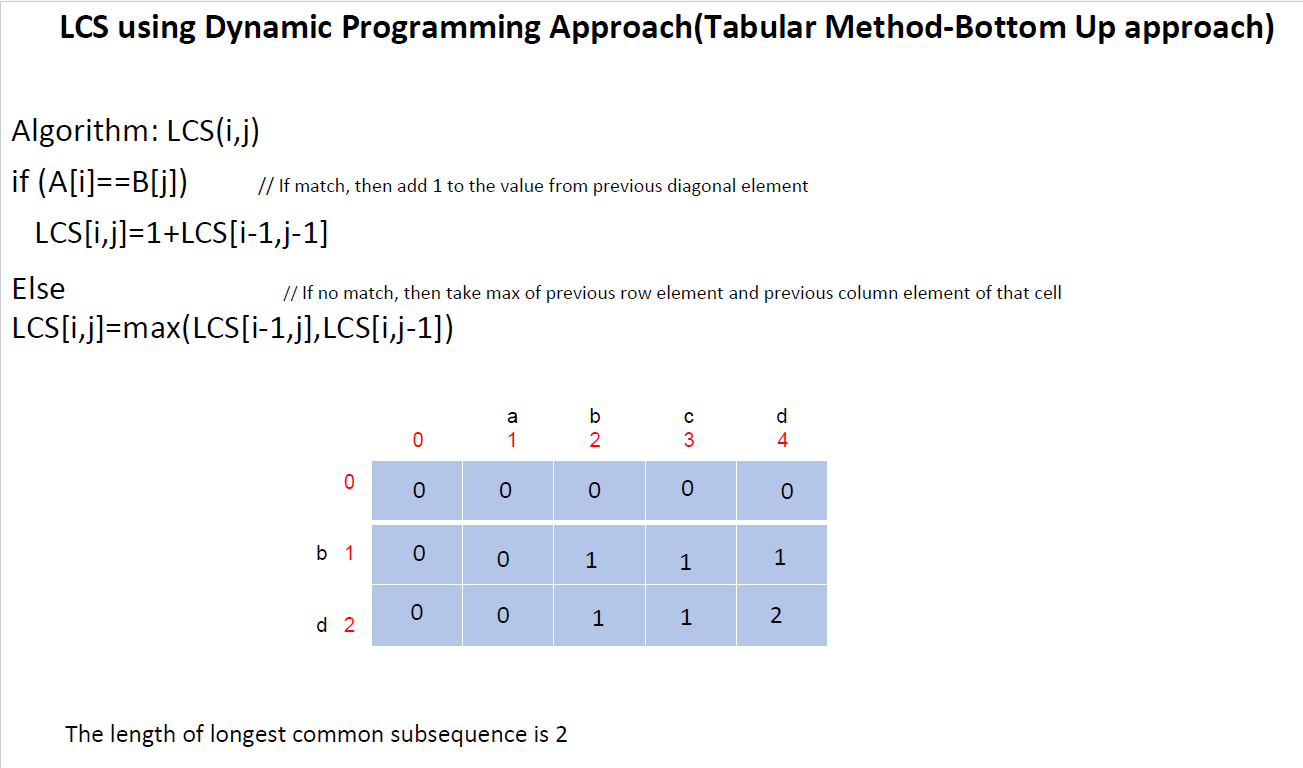 LCS using Dynamic Programming Approach(Tabular Method-Bottom Up approach)
Algorithm: LCS(i,j)
if (A[i]==B[j]) // If match, then add 1 to the value from previous diagonal element
LCS[i,j]=1+LCS[i-1,j-1]
Else // If no match, then take max of previous row element and previous column element of that cell
LCS[i,j]=max(LCS[i-1,j],LCS[i,j-1])
a b c d
0 1 2 3 4
0 0 0 0 0 0
b 1 0 0 1 1 1
d 2 0 0 1 1 2
The length of longest common subsequence is 2